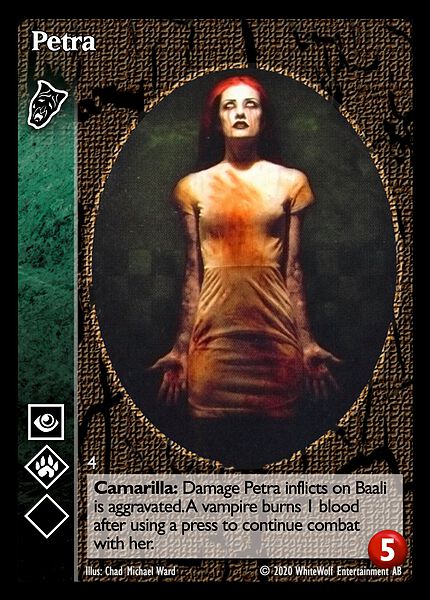 Petra
4
Camarilla: Damage Petra inflicts on Baali
is aggravated.A vampire burns 1 blood
after using a press to continue combat
with her.
5
Illus: Chad Michael Ward © 2020 WhiteWolf Entertainment AB